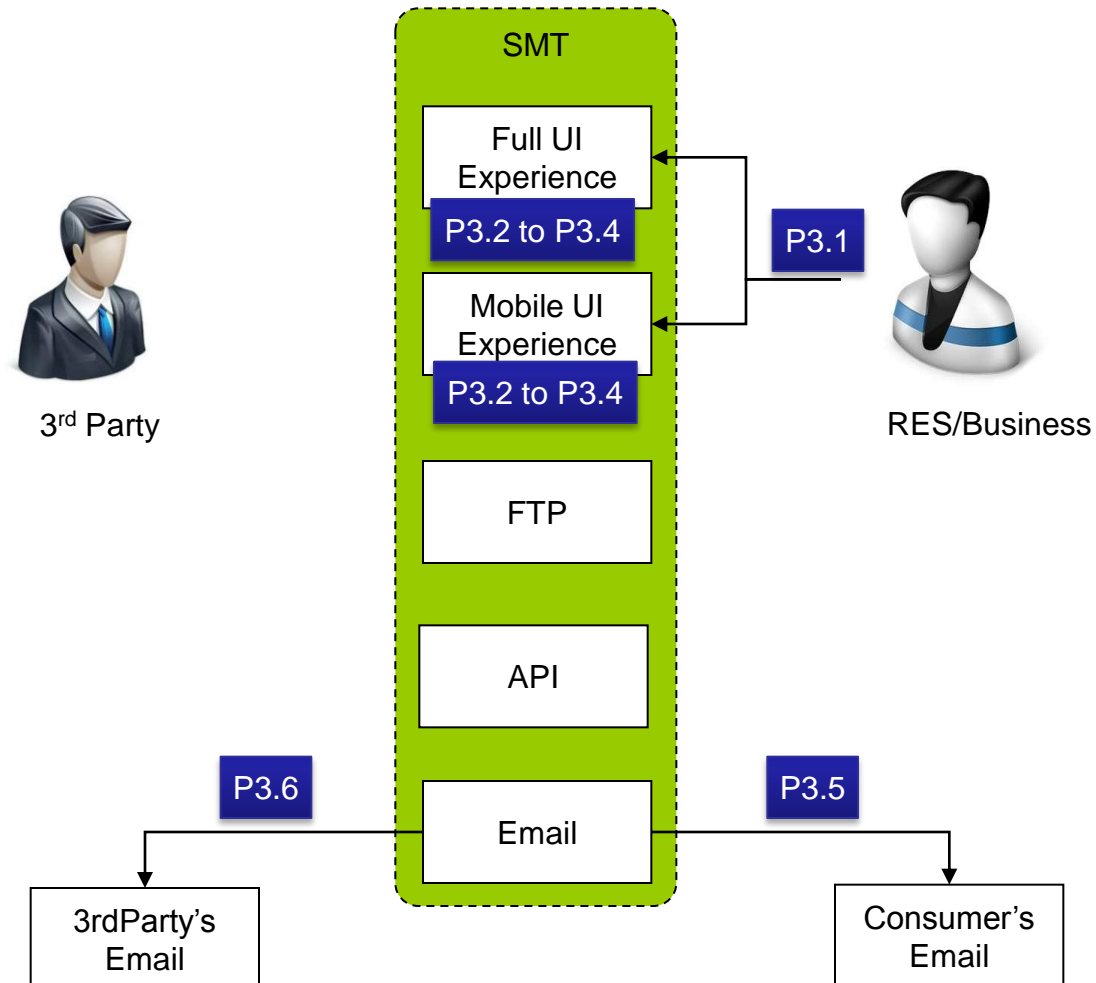 SMT
Full UI
Experience
P3.2 to P3.4
P3.1
Mobile UI
Experience
P3.2 to P3.4
3rd Party
RES/Business
FTP
API
P3.6
P3.5
Email
3rdParty's
Email
Consumer's
Email